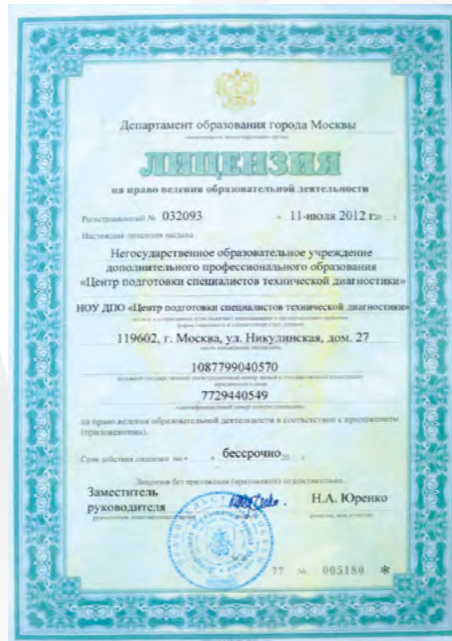 Департамент образования города Москвы
ЛИЦЕНЗИЯ
на право ведения образовательной деятельности
Регистрационный № 032093 « 11-июля 2012 г.
Настоящая лицензия выдана
Негосударственное образовательное учреждение
дополнительного профессионального образования
«Центр подготовки специалистов технической диагностики»
НОУ ДПО «Центр подготовки специалистов технической диагностики»
119602, г. Москва, ул. Никулинская, дом. 27
1087799040570
7729440549
на право ведения образовательной деятельности в соответствии с приложением
(приложениями).
Срок действия лицензии по « » бессрочно 20 г.
Лицензия без приложения (приложений) недействительна.
Заместитель
руководителя Н.А. Юренко
77 № 005180 *